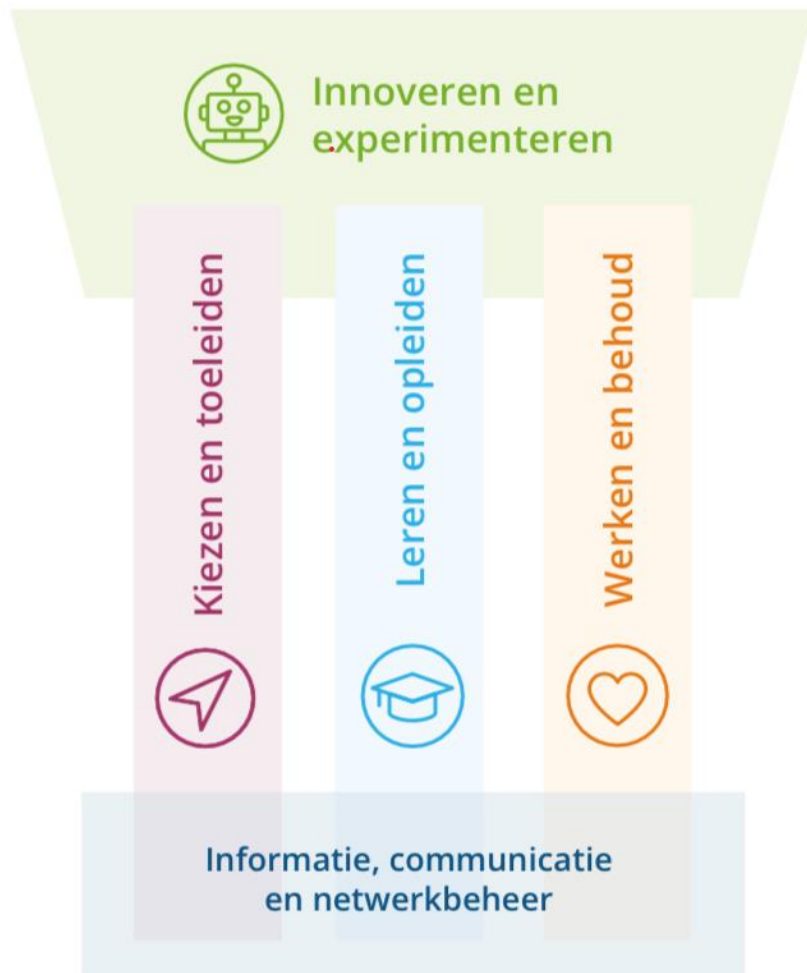 Innoveren en
experimenteren
Kiezen en toeleiden
Leren en opleiden
Werken en behoud
Informatie, communicatie
en netwerkbeheer